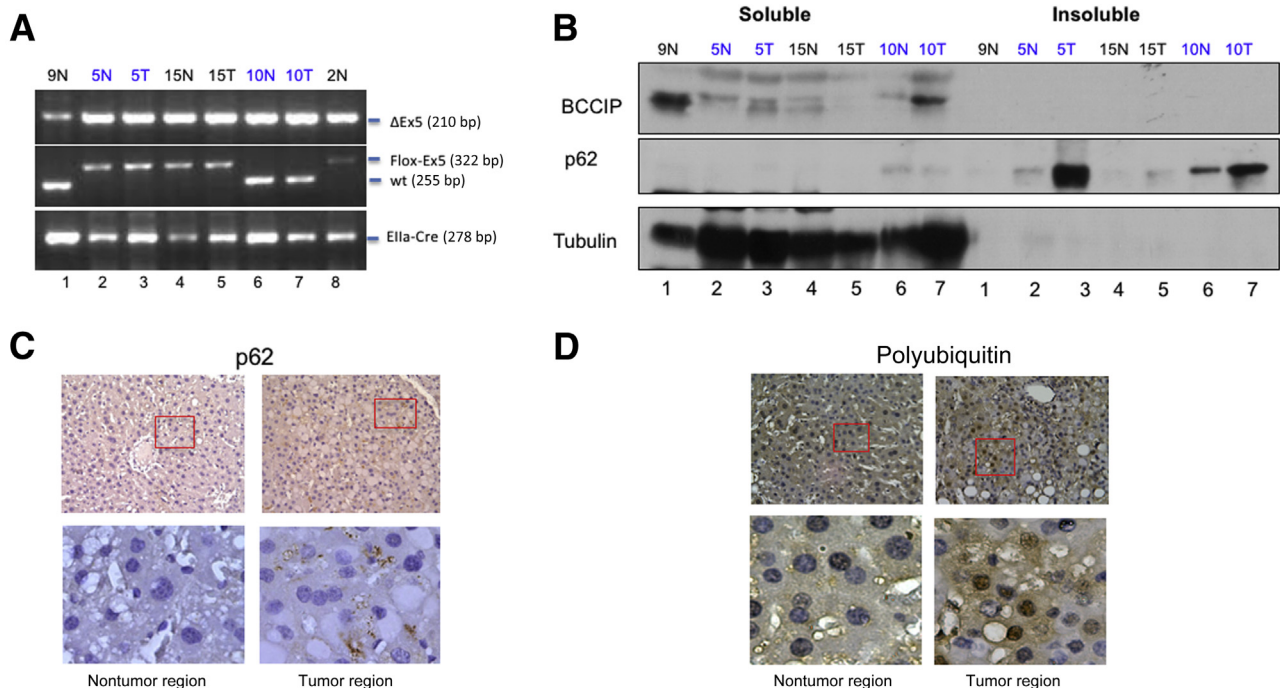 A
9N 5N 5T 15N 15T 10N 10T 2N
ΔEx5 (210 bp)
Flox-Ex5 (322 bp)
wt (255 bp)
EIIa-Cre (278 bp)
1 2 3 4 5 6 7 8
B
Soluble Insoluble
9N 5N 5T 15N 15T 10N 10T 9N 5N 5T 15N 15T 10N 10T
BCCIP
p62
Tubulin
1 2 3 4 5 6 7 1 2 3 4 5 6 7
C
p62
Nontumor region Tumor region
D
Polyubiquitin
Nontumor region Tumor region